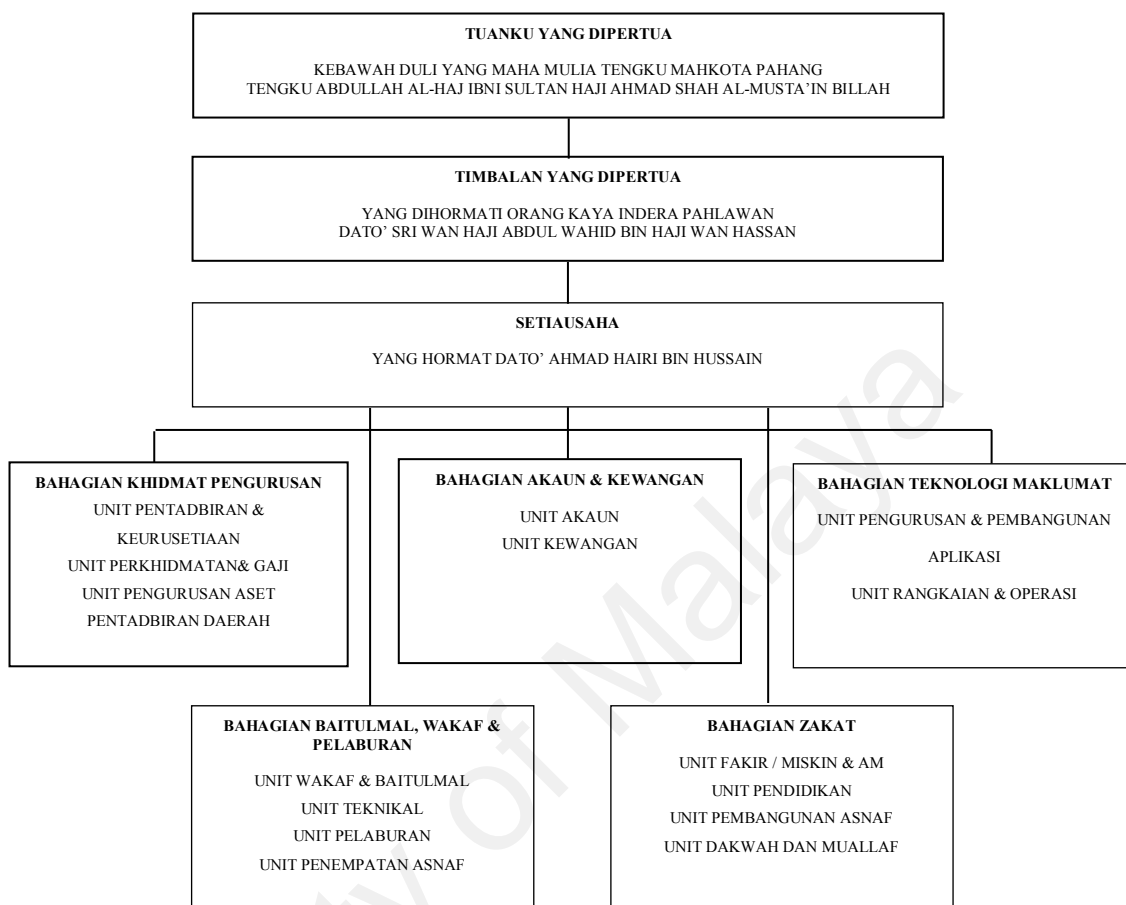 TUANKU YANG DIPERTUA
KEBAWAH DULI YANG MAHA MULIA TENGKU MAHKOTA PAHANG
TENGKU ABDULLAH AL-HAJ IBNI SULTAN HAJI AHMAD SHAH AL-MUSTA'IN BILLAH
TIMBALAN YANG DIPERTUA
YANG DIHORMATI ORANG KAYA INDERA PAHLAWAN
DATO' SRI WAN HAJI ABDUL WAHID BIN HAJI WAN HASSAN
SETIAUSAHA
YANG HORMAT DATO' AHMAD HAIRI BIN HUSSAIN
BAHAGIAN KHIDMAT PENGURUSAN
UNIT PENTADBIRAN &
KEURUSETIAAN
UNIT PERKHIDMATAN& GAJI
UNIT PENGURUSAN ASET
PENTADBIRAN DAERAH
BAHAGIAN AKAUN & KEWANGAN
UNIT AKAUN
UNIT KEWANGAN
BAHAGIAN TEKNOLOGI MAKLUMAT
UNIT PENGURUSAN & PEMBANGUNAN
APLIKASI
UNIT RANGKAIAN & OPERASI
BAHAGIAN BAITULMAL, WAKAF &
PELABURAN
UNIT WAKAF & BAITULMAL
UNIT TEKNIKAL
UNIT PELABURAN
UNIT PENEMPATAN ASNAF
BAHAGIAN ZAKAT
UNIT FAKIR / MISKIN & AM
UNIT PENDIDIKAN
UNIT PEMBANGUNAN ASNAF
UNIT DAKWAH DAN MUALLAF
of Malaya